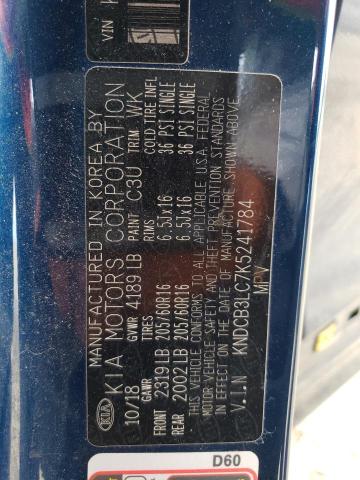 VIN
MANUFACTURED IN KOREA BY
KIA MOTORS CORPORATION
KIA
10/18 GVWR 4189 LB PAINT C3U TRIM WK
GAWR TIRES RIMS COLD TIRE INFL
FRONT 2319 LB 205/60R16 6.5Jx16 36 PSI SINGLE
REAR 2002 LB 205/60R16 6.5Jx16 36 PSI SINGLE
THIS VEHICLE CONFORMS TO ALL APPLICABLE U.S.A. FEDERAL
MOTOR VEHICLE SAFETY AND THEFT PREVENTION STANDARDS
IN EFFECT ON THE DATE OF MANUFACTURE SHOWN ABOVE
V.I.N KNDCB3LC7K5241784
MPV
D60